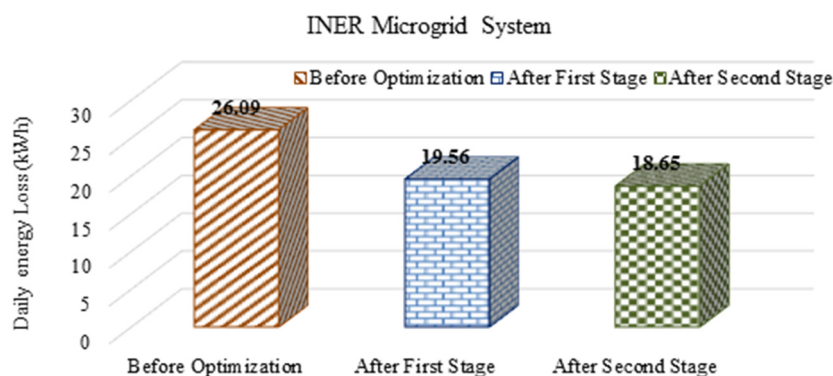 INER Microgrid System
Before Optimization After First Stage After Second Stage
Daily energy Loss (kWh)
30
25
20
15
10
5
0
26.09
19.56
18.65
Before Optimization After First Stage After Second Stage